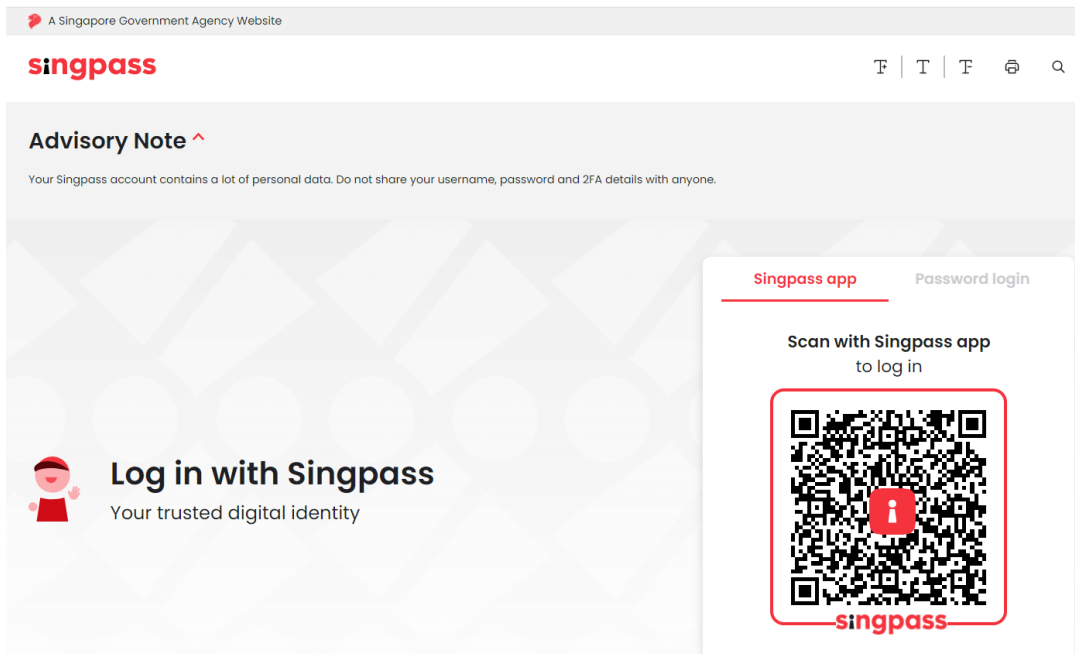 A Singapore Government Agency Website
singpass
T+ T T-
Advisory Note
Your Singpass account contains a lot of personal data. Do not share your username, password and 2FA details with anyone.
Singpass app Password login
Scan with Singpass app
to log in
Log in with Singpass
Your trusted digital identity
singpass